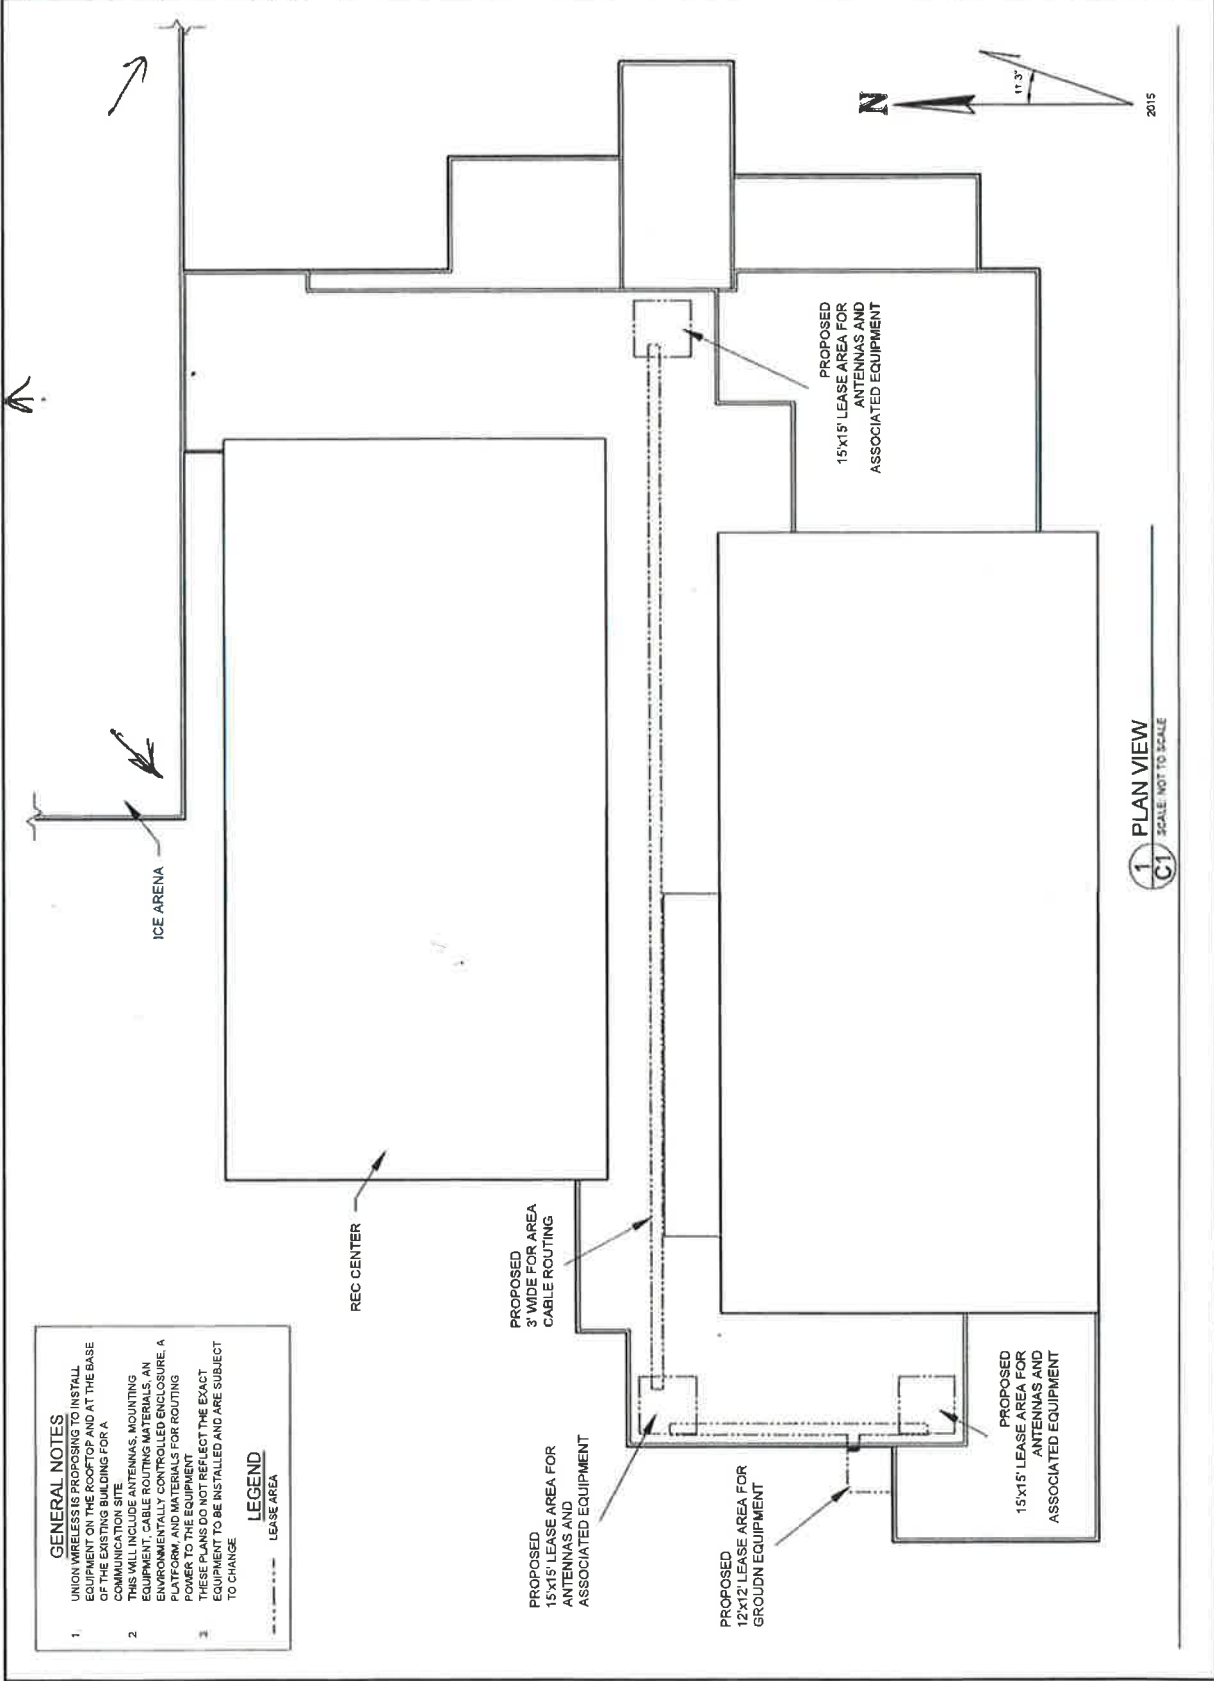 GENERAL NOTES
1. UNION WIRELESS IS PROPOSING TO INSTALL
EQUIPMENT ON THE ROOFTOP AND AT THE BASE
OF THE EXISTING BUILDING FOR A
COMMUNICATION SITE
2 THIS WILL INCLUDE ANTENNAS, MOUNTING
EQUIPMENT, CABLE ROUTING MATERIALS, AN
ENVIRONMENTALLY CONTROLLED ENCLOSURE, A
PLATFORM, AND MATERIALS FOR ROUTING
POWER TO THE EQUIPMENT
3 THESE PLANS DO NOT REFLECT THE EXACT
EQUIPMENT TO BE INSTALLED AND ARE SUBJECT
TO CHANGE
LEGEND
LEASE AREA
ICE ARENA
REC CENTER
PROPOSED
3' WIDE FOR AREA
CABLE ROUTING
PROPOSED
15'x15' LEASE AREA FOR
ANTENNAS AND
ASSOCIATED EQUIPMENT
PROPOSED
12'x12' LEASE AREA FOR
GROUDN EQUIPMENT
PROPOSED
15'x15' LEASE AREA FOR
ANTENNAS AND
ASSOCIATED EQUIPMENT
PROPOSED
15'x15' LEASE AREA FOR
ANTENNAS AND
ASSOCIATED EQUIPMENT
N
11.3°
2015
1
C1
PLAN VIEW
SCALE: NOT TO SCALE